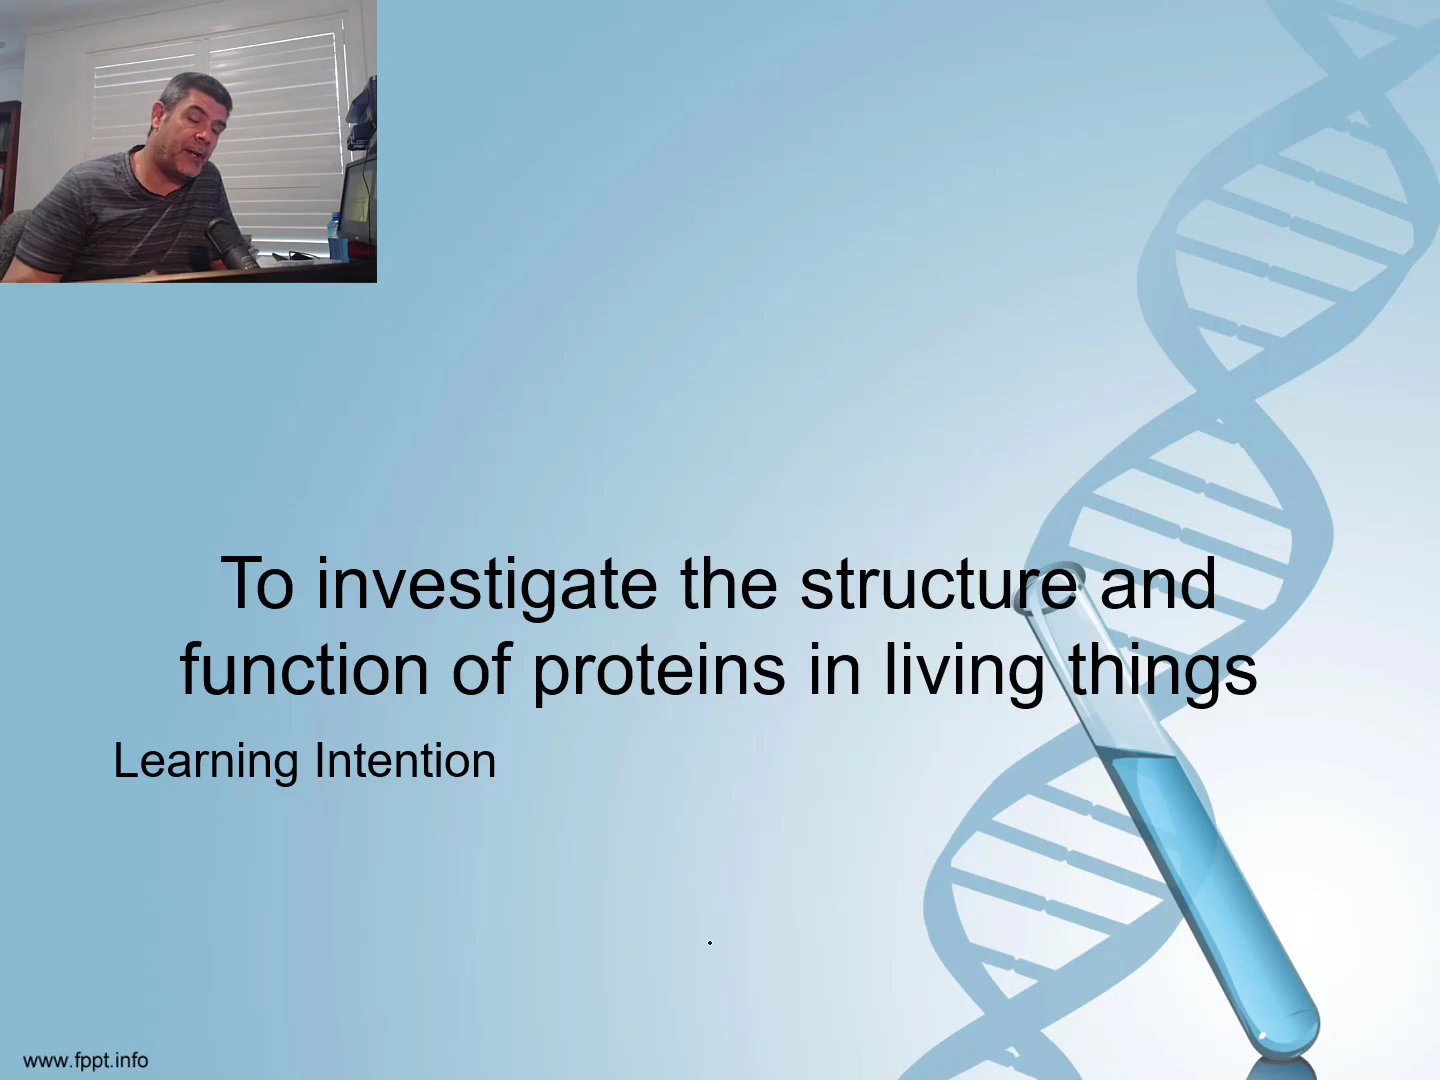 To investigate the structure and
function of proteins in living things
Learning Intention
www.fppt.info